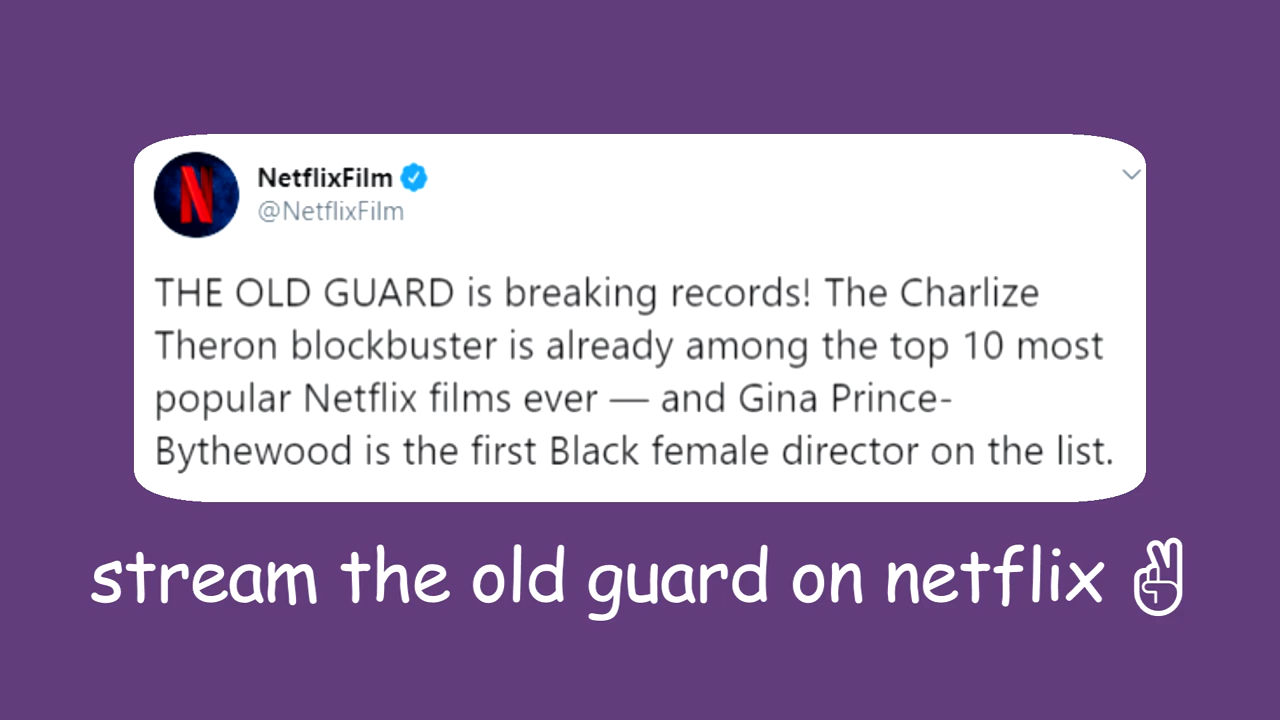 NetflixFilm
@NetflixFilm
THE OLD GUARD is breaking records! The Charlize
Theron blockbuster is already among the top 10 most
popular Netflix films ever — and Gina Prince-
Bythewood is the first Black female director on the list.
stream the old guard on netflix ✌